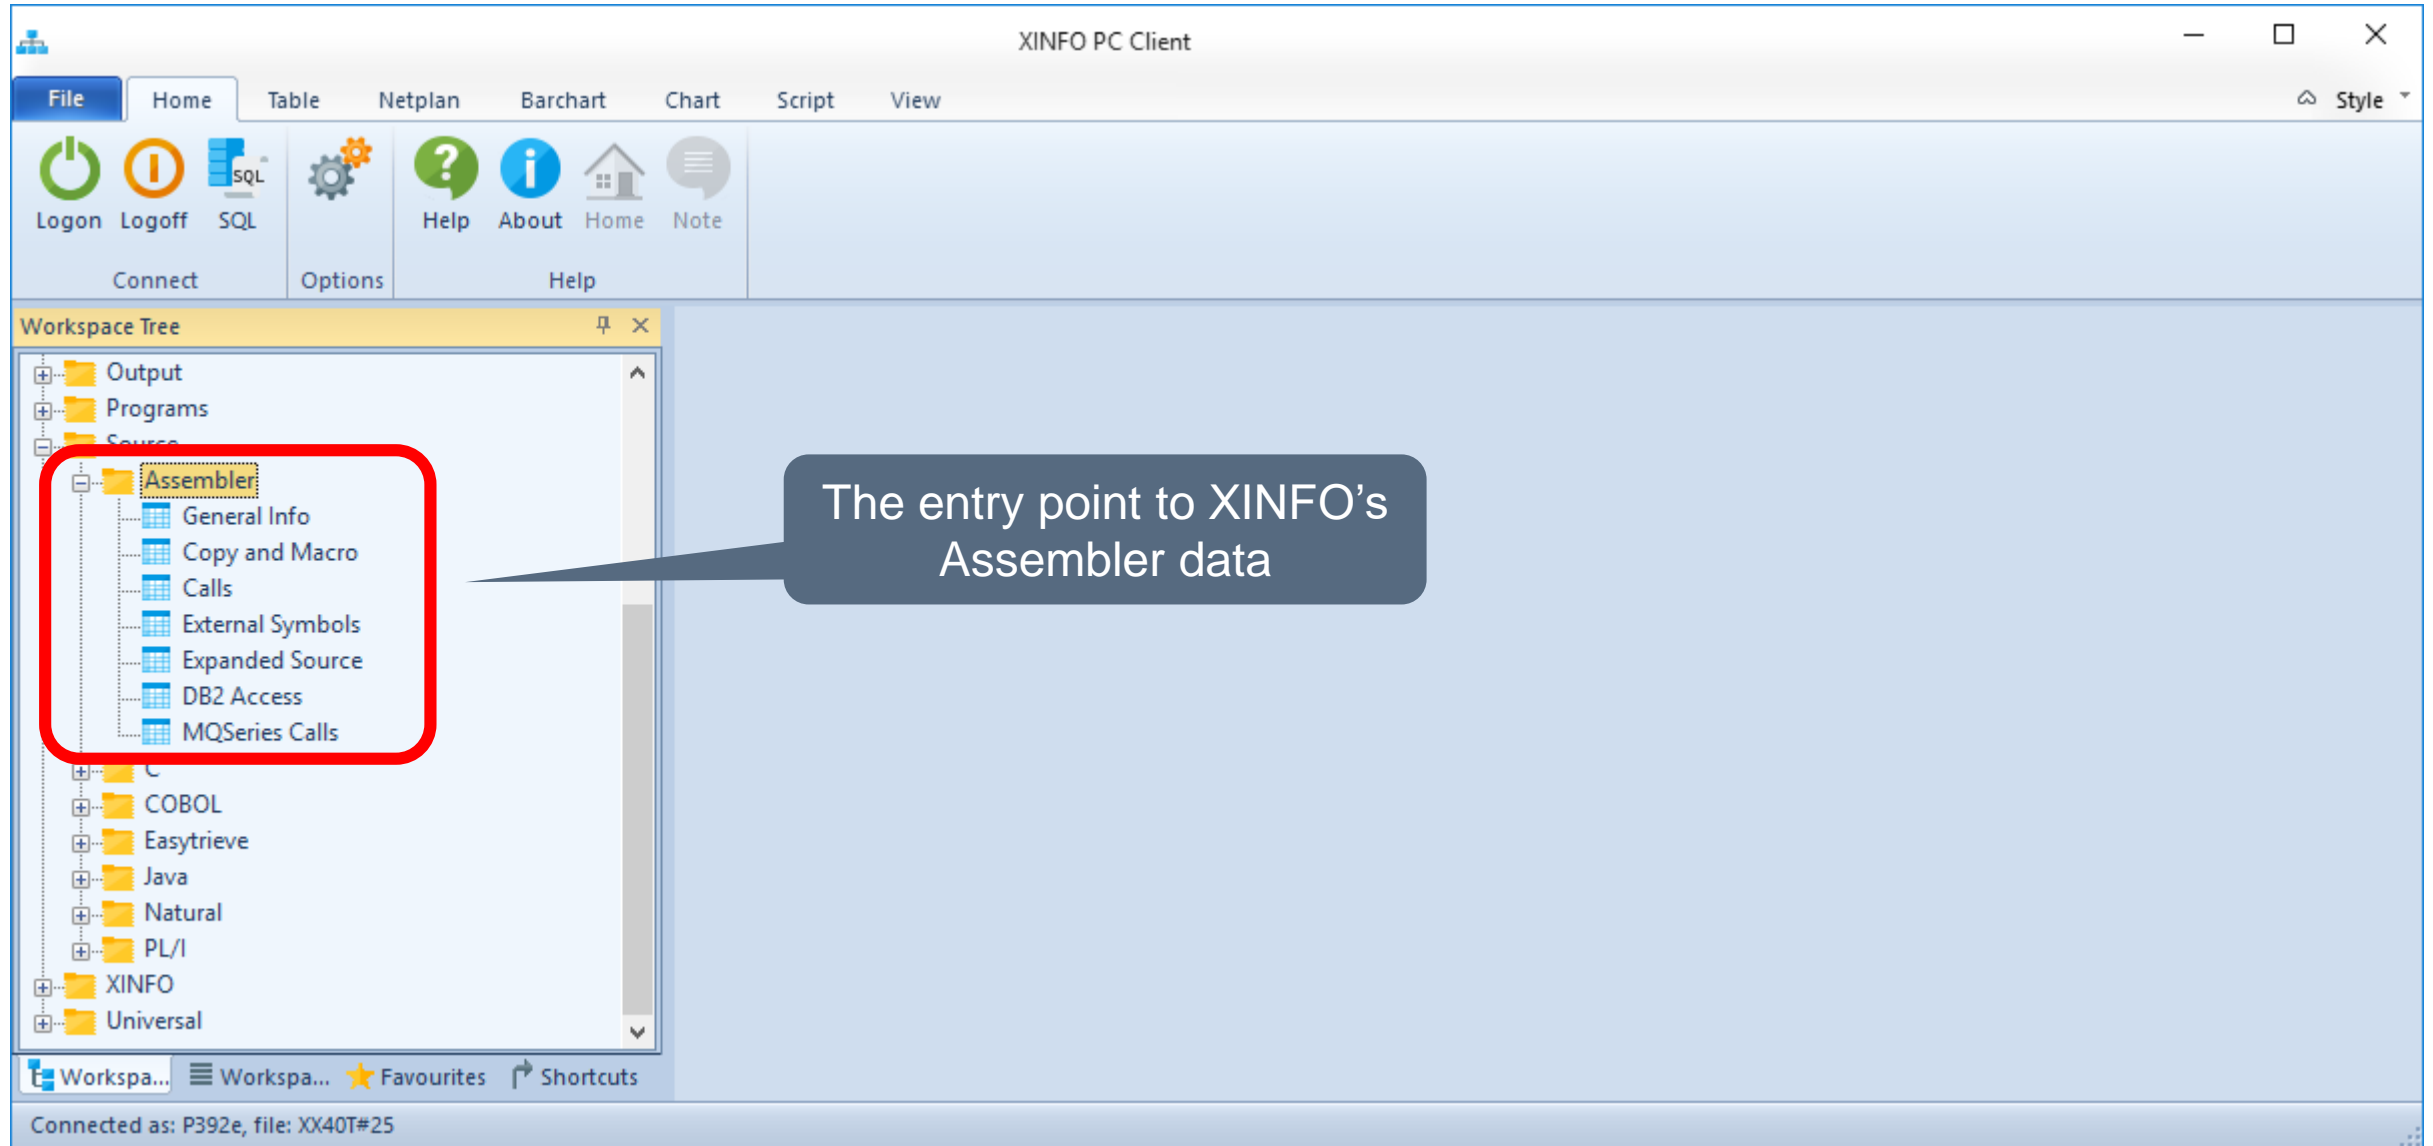 XINFO PC Client
File Home Table Netplan Barchart Chart Script View Style
SQL
Logon Logoff SQL Help About Home Note
Connect Options Help
Workspace Tree
Output
Programs
Source
Assembler
General Info
Copy and Macro
Calls
External Symbols
Expanded Source
DB2 Access
MQSeries Calls
C
COBOL
Easytrieve
Java
Natural
PL/I
XINFO
Universal
The entry point to XINFO’s
Assembler data
Workspa... Workspa... Favourites Shortcuts
Connected as: P392e, file: XX40T#25